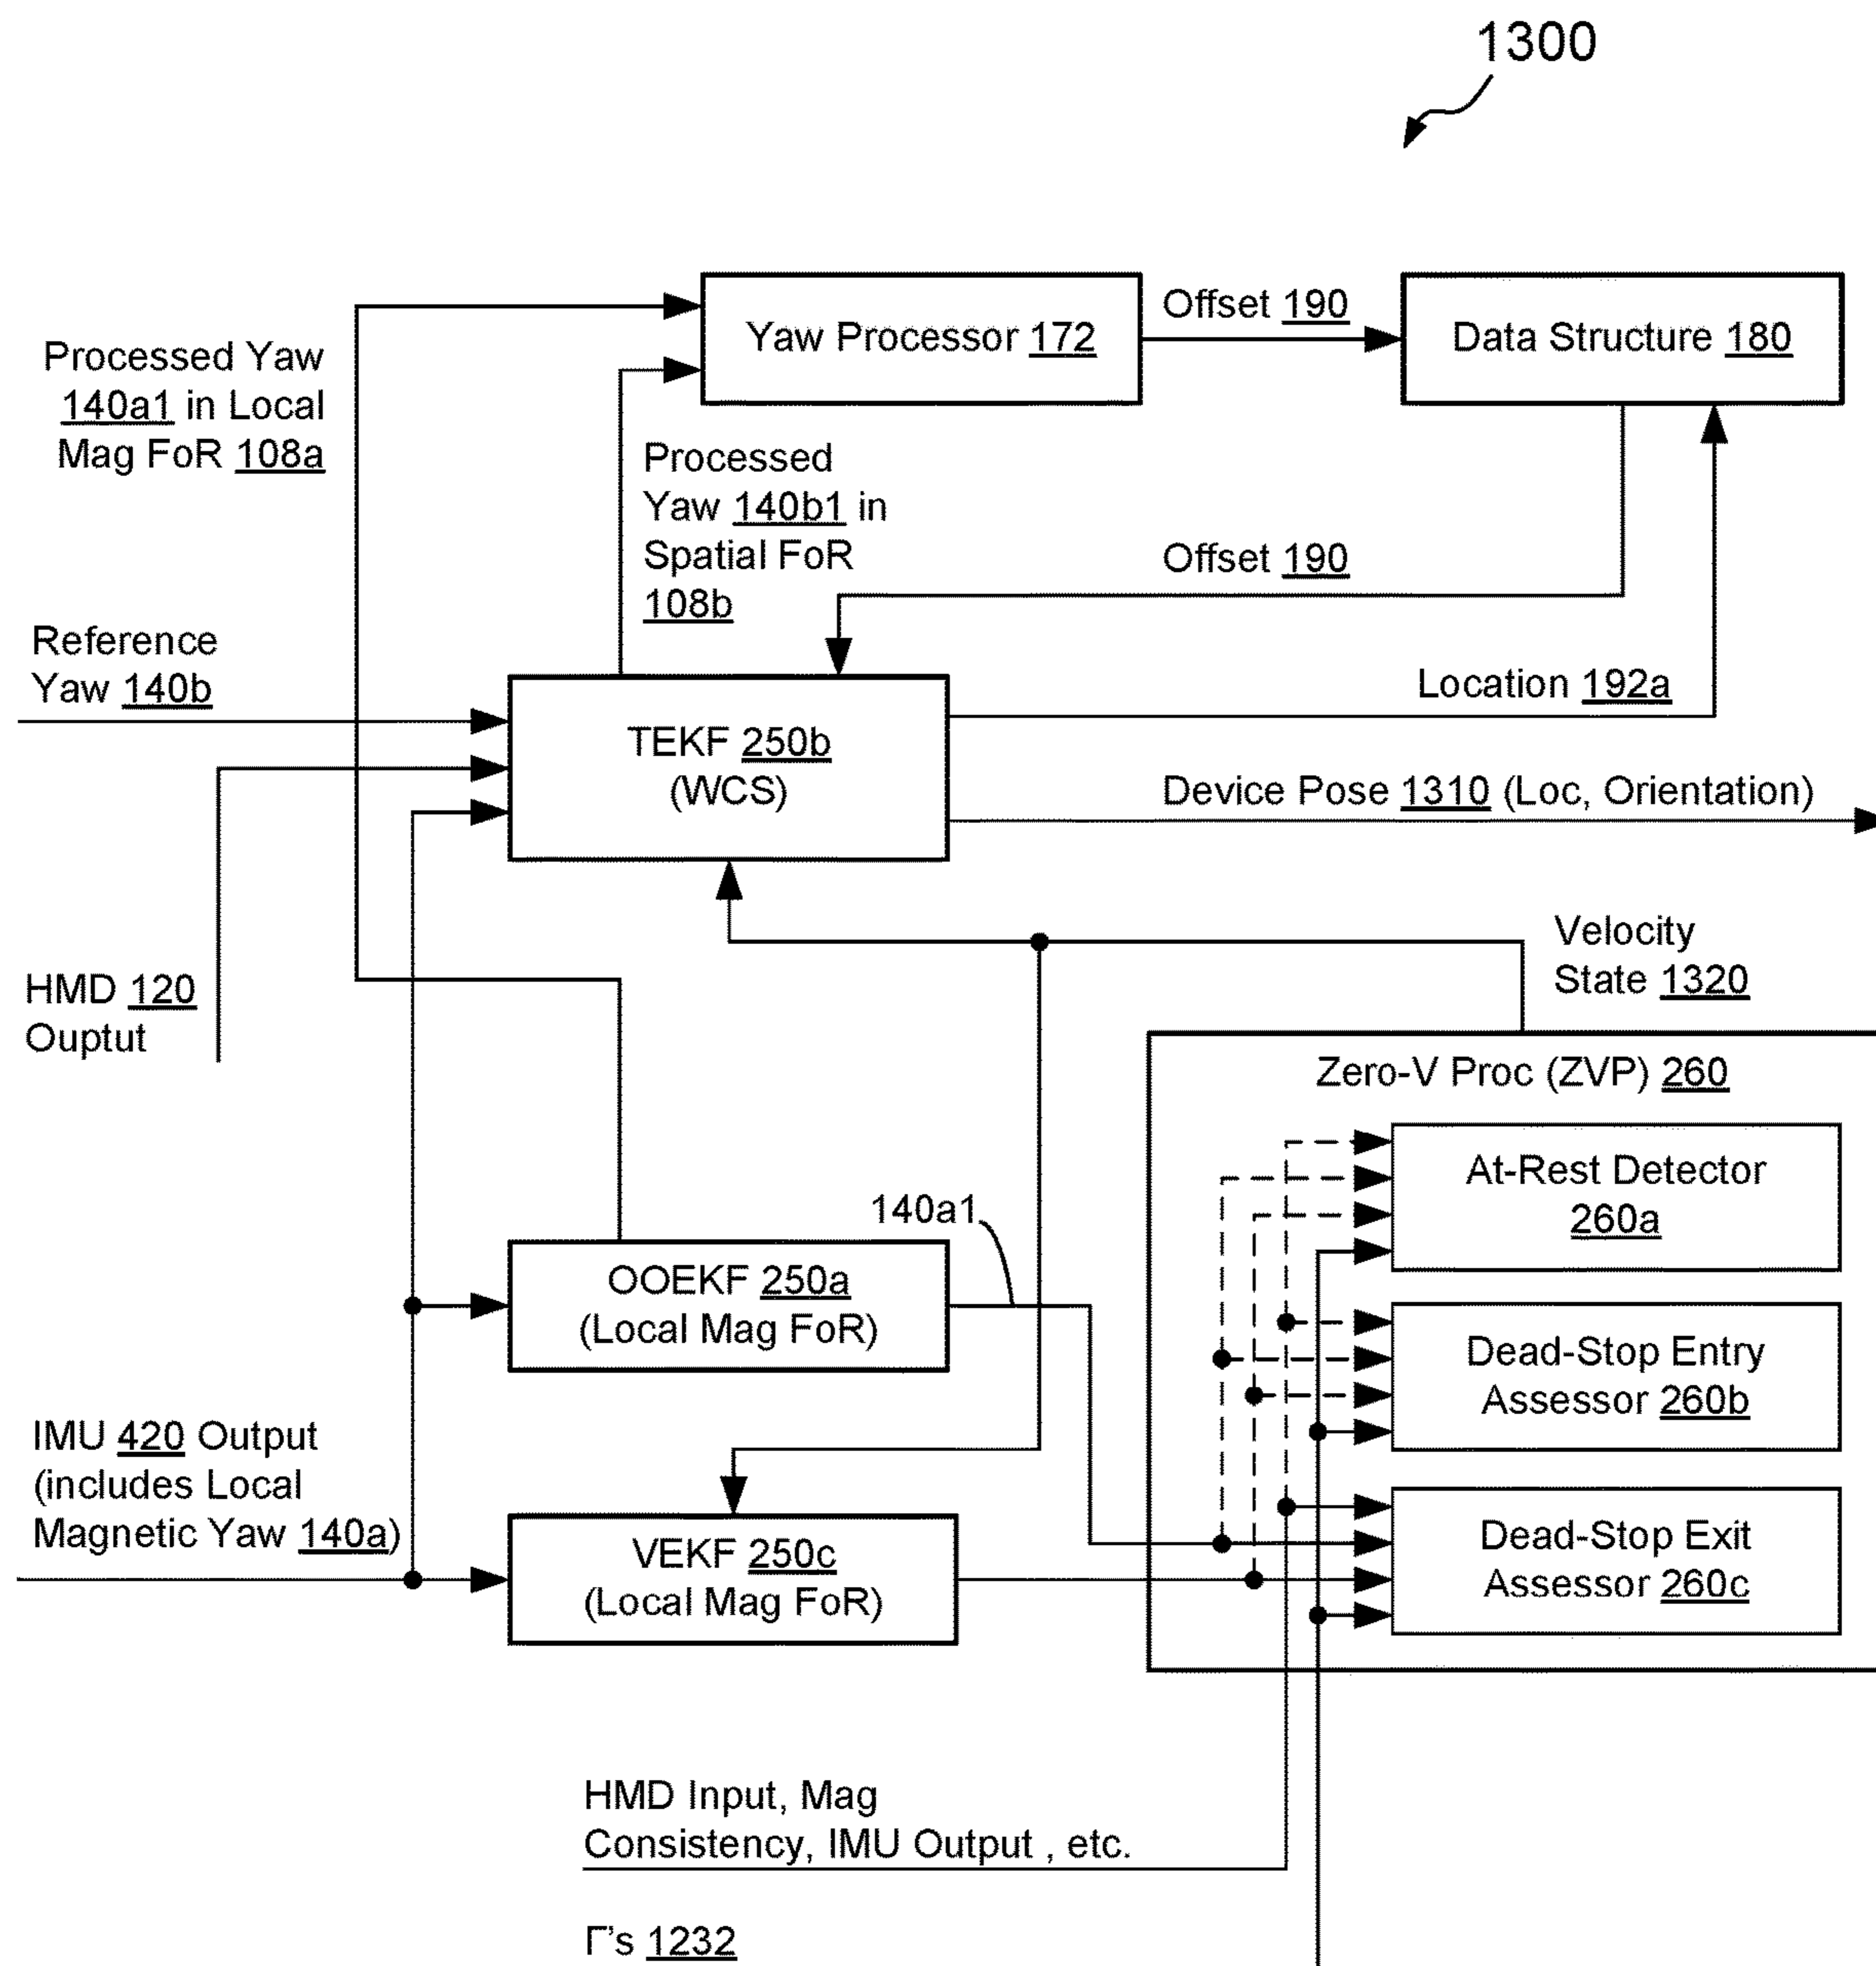 1300
Yaw Processor 172
Offset 190
Data Structure 180
Processed Yaw
140a1 in Local
Mag FoR 108a
Processed
Yaw 140b1 in
Spatial FoR
108b
Offset 190
Reference
Yaw 140b
Location 192a
TEKF 250b
(WCS)
Device Pose 1310 (Loc, Orientation)
Velocity
State 1320
HMD 120
Ouptut
Zero-V Proc (ZVP) 260
At-Rest Detector
260a
140a1
OOEKF 250a
(Local Mag FoR)
Dead-Stop Entry
Assessor 260b
IMU 420 Output
(includes Local
Magnetic Yaw 140a)
VEKF 250c
(Local Mag FoR)
Dead-Stop Exit
Assessor 260c
HMD Input, Mag
Consistency, IMU Output , etc.
Γ's 1232